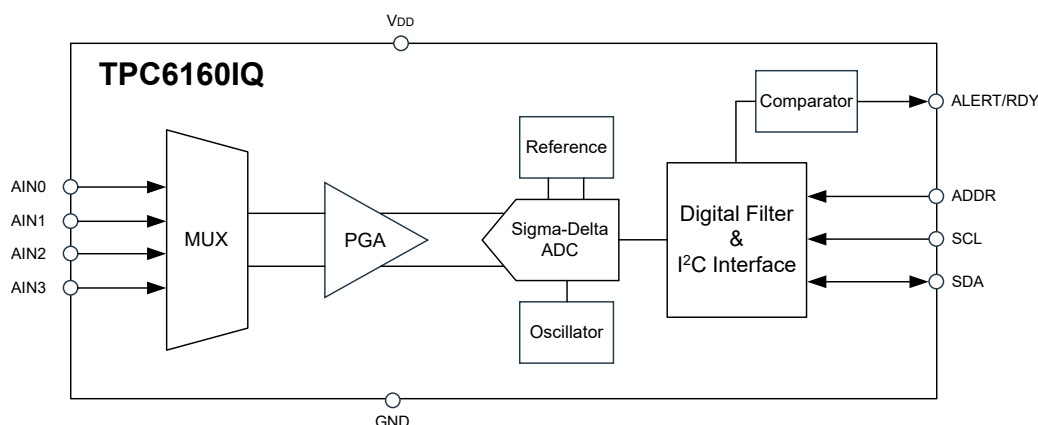 VDD
TPC6160IQ
Comparator
ALERT/RDY
Reference
AIN0
AIN1
AIN2
AIN3
MUX
PGA
Sigma-Delta
ADC
Digital Filter
&
I²C Interface
ADDR
SCL
SDA
Oscillator
GND